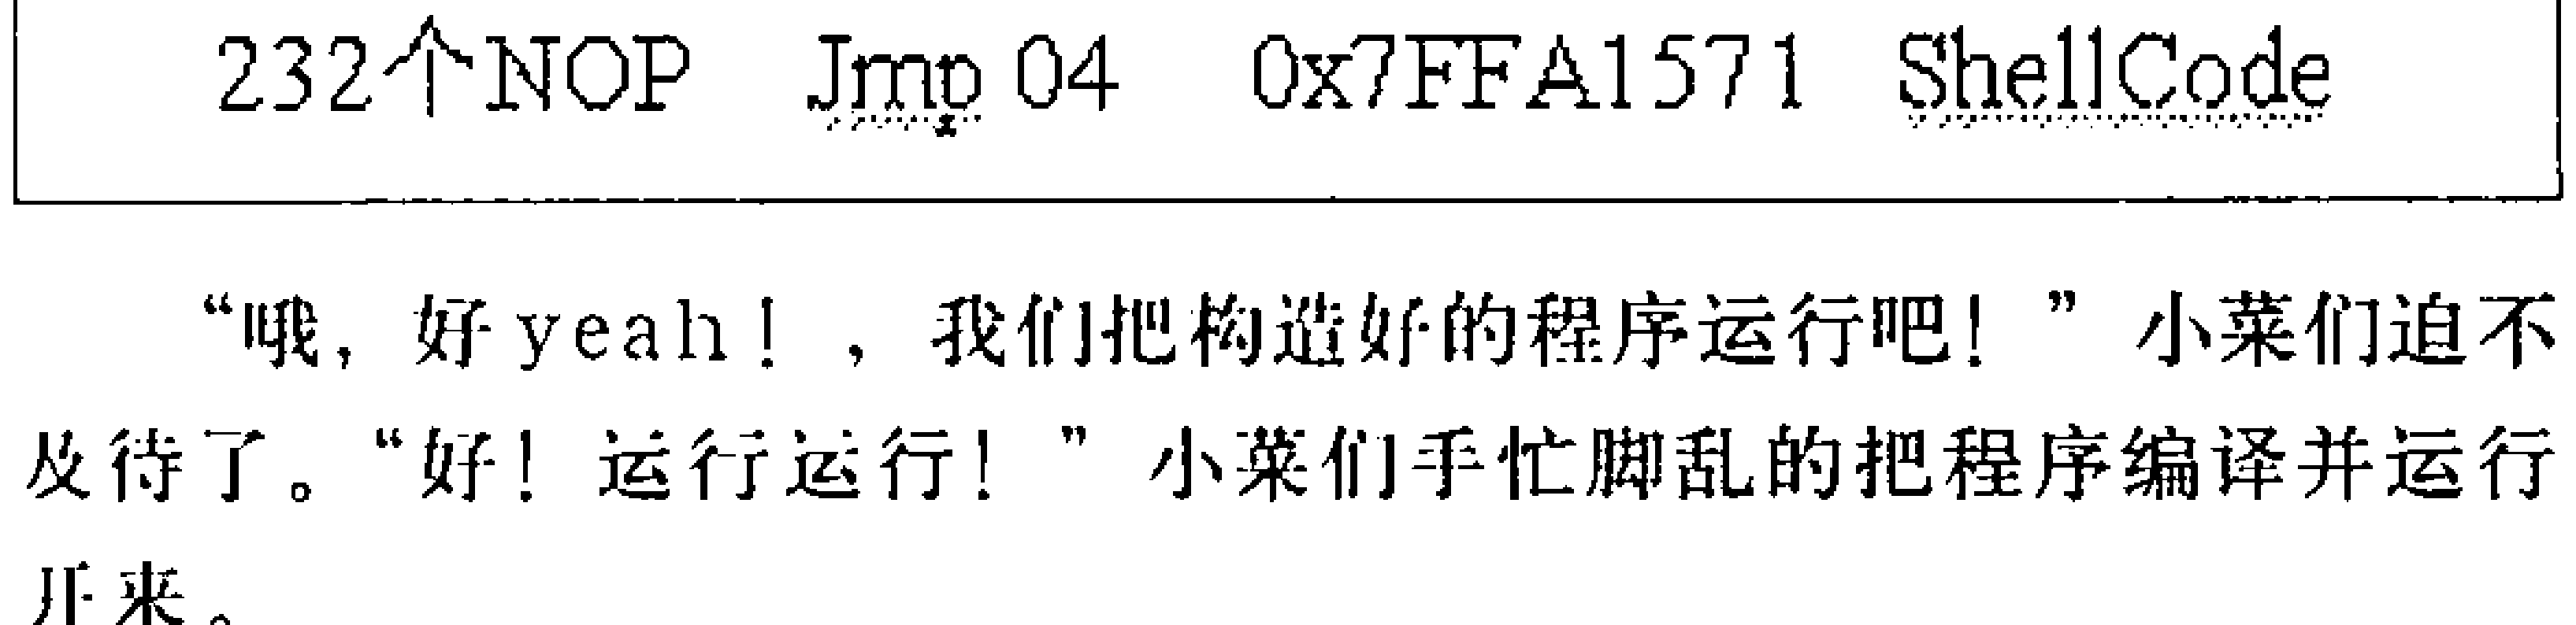 232个NOP Jmp 04 0x7FFA1571 ShellCode
“哦，好yeah！，我们把构造好的程序运行吧！”小菜们迫不
及待了。“好！运行运行！”小菜们手忙脚乱的把程序编译并运行
开来。